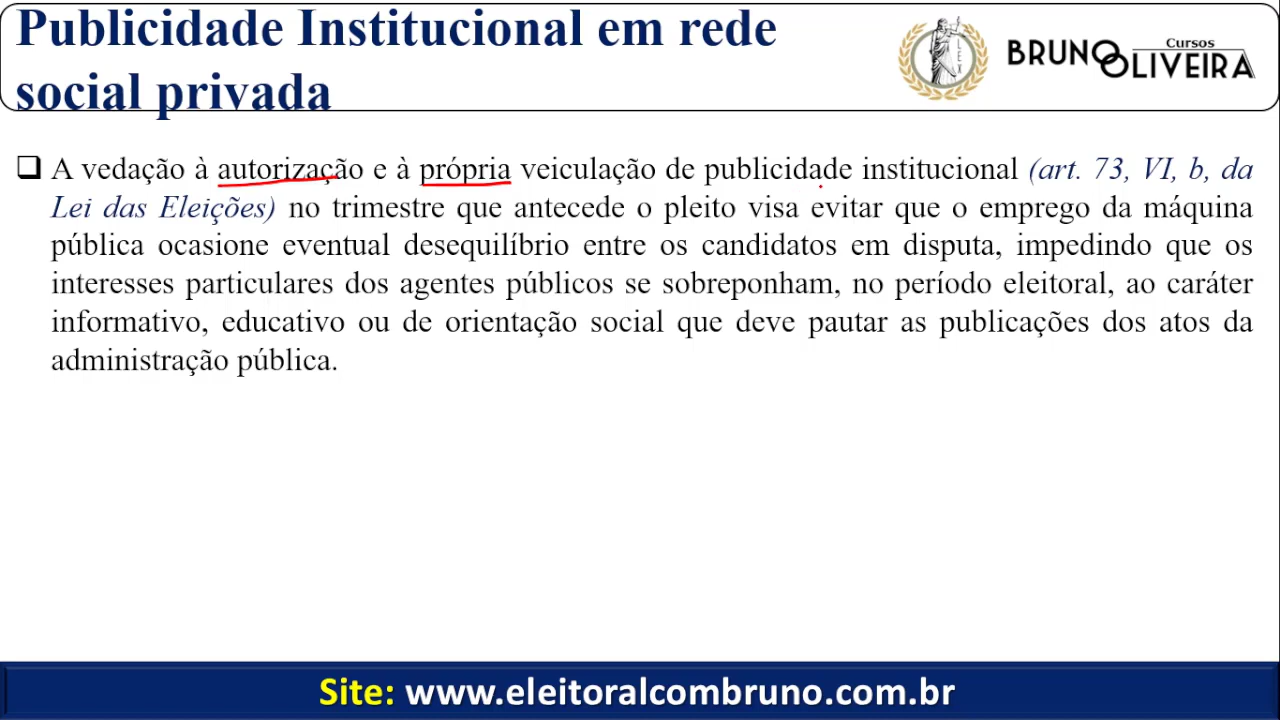 Publicidade Institucional em rede
social privada
LEX
Cursos
BRUNO OLIVEIRA
A vedação à autorização e à própria veiculação de publicidade institucional (art. 73, VI, b, da
Lei das Eleições) no trimestre que antecede o pleito visa evitar que o emprego da máquina
pública ocasione eventual desequilíbrio entre os candidatos em disputa, impedindo que os
interesses particulares dos agentes públicos se sobreponham, no período eleitoral, ao caráter
informativo, educativo ou de orientação social que deve pautar as publicações dos atos da
administração pública.
Site: www.eleitoralcombruno.com.br